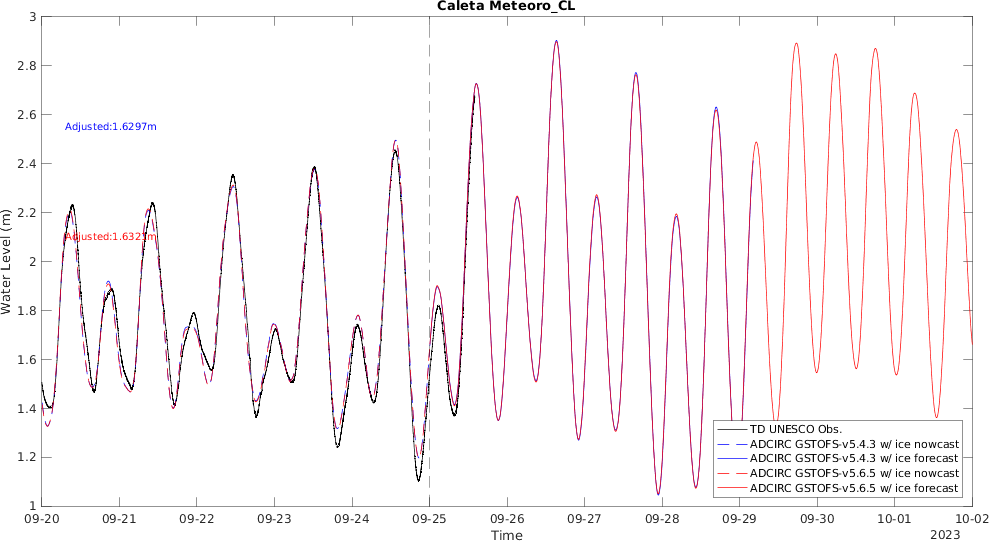 Caleta Meteoro_CL
3
2.8
2.6
2.4
2.2
2
1.8
1.6
1.4
1.2
1
Water Level (m)
Adjusted:1.6297m
TD UNESCO Obs.
ADCIRC GSTOFS-v5.4.3 w/ ice nowcast
ADCIRC GSTOFS-v5.4.3 w/ ice forecast
ADCIRC GSTOFS-v5.6.5 w/ ice nowcast
ADCIRC GSTOFS-v5.6.5 w/ ice forecast
09-20 09-21 09-22 09-23 09-24 09-25 09-26 09-27 09-28 09-29 09-30 10-01 10-02
Time
2023